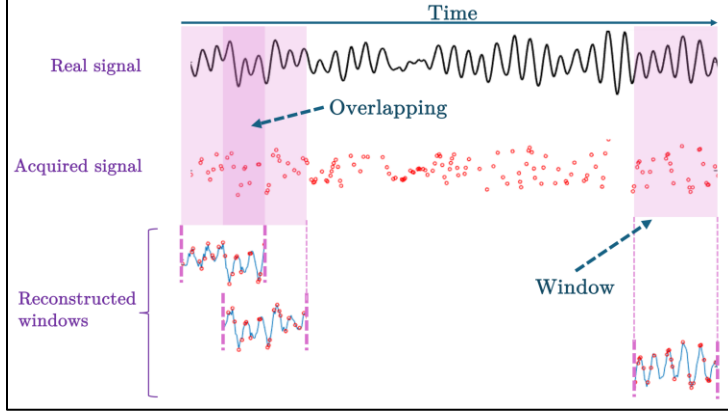 Time
Real signal
Overlapping
Acquired signal
Window
Reconstructed
windows